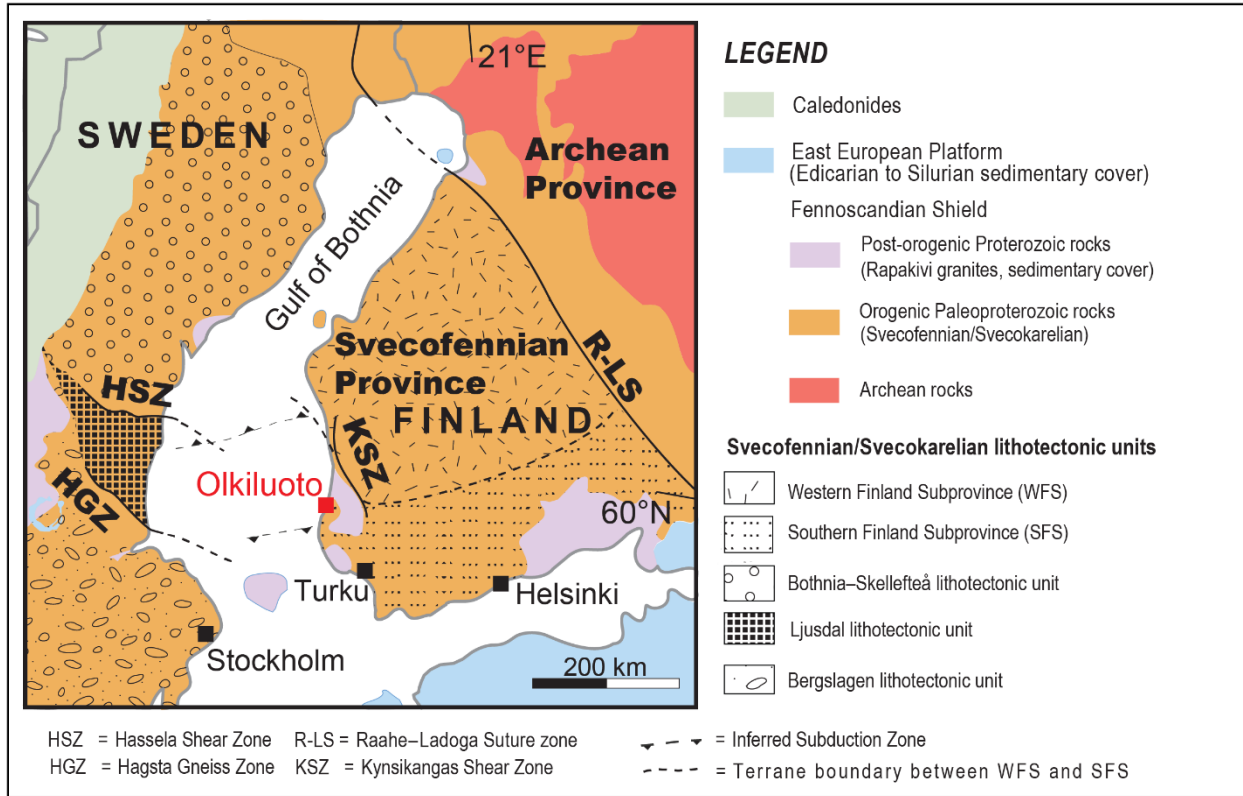 21°E
SWEDEN
Archean
Province
Gulf of Bothnia
Svecofennian
Province
R-LS
FINLAND
HSZ
KSZ
Olkiluoto
HGZ
60°N
Turku
Helsinki
Stockholm
200 km
LEGEND
Caledonides
East European Platform
(Edicarian to Silurian sedimentary cover)
Fennoscandian Shield
Post-orogenic Proterozoic rocks
(Rapakivi granites, sedimentary cover)
Orogenic Paleoproterozoic rocks
(Svecofennian/Svecokarelian)
Archean rocks
Svecofennian/Svecokarelian lithotectonic units
Western Finland Subprovince (WFS)
Southern Finland Subprovince (SFS)
Bothnia–Skellefteå lithotectonic unit
Ljusdal lithotectonic unit
Bergslagen lithotectonic unit
HSZ = Hassela Shear Zone
R-LS = Raahe–Ladoga Suture zone
= Inferred Subduction Zone
HGZ = Hagsta Gneiss Zone
KSZ = Kynsikangas Shear Zone
= Terrane boundary between WFS and SFS